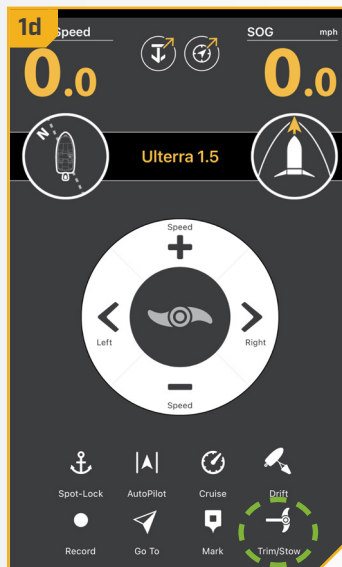 1d
Speed
SOG mph
0.0
0.0
N
Ulterra 1.5
Speed
Left
Right
Speed
Spot-Lock
AutoPilot
Cruise
Drift
Record
Go To
Mark
Trim/Stow